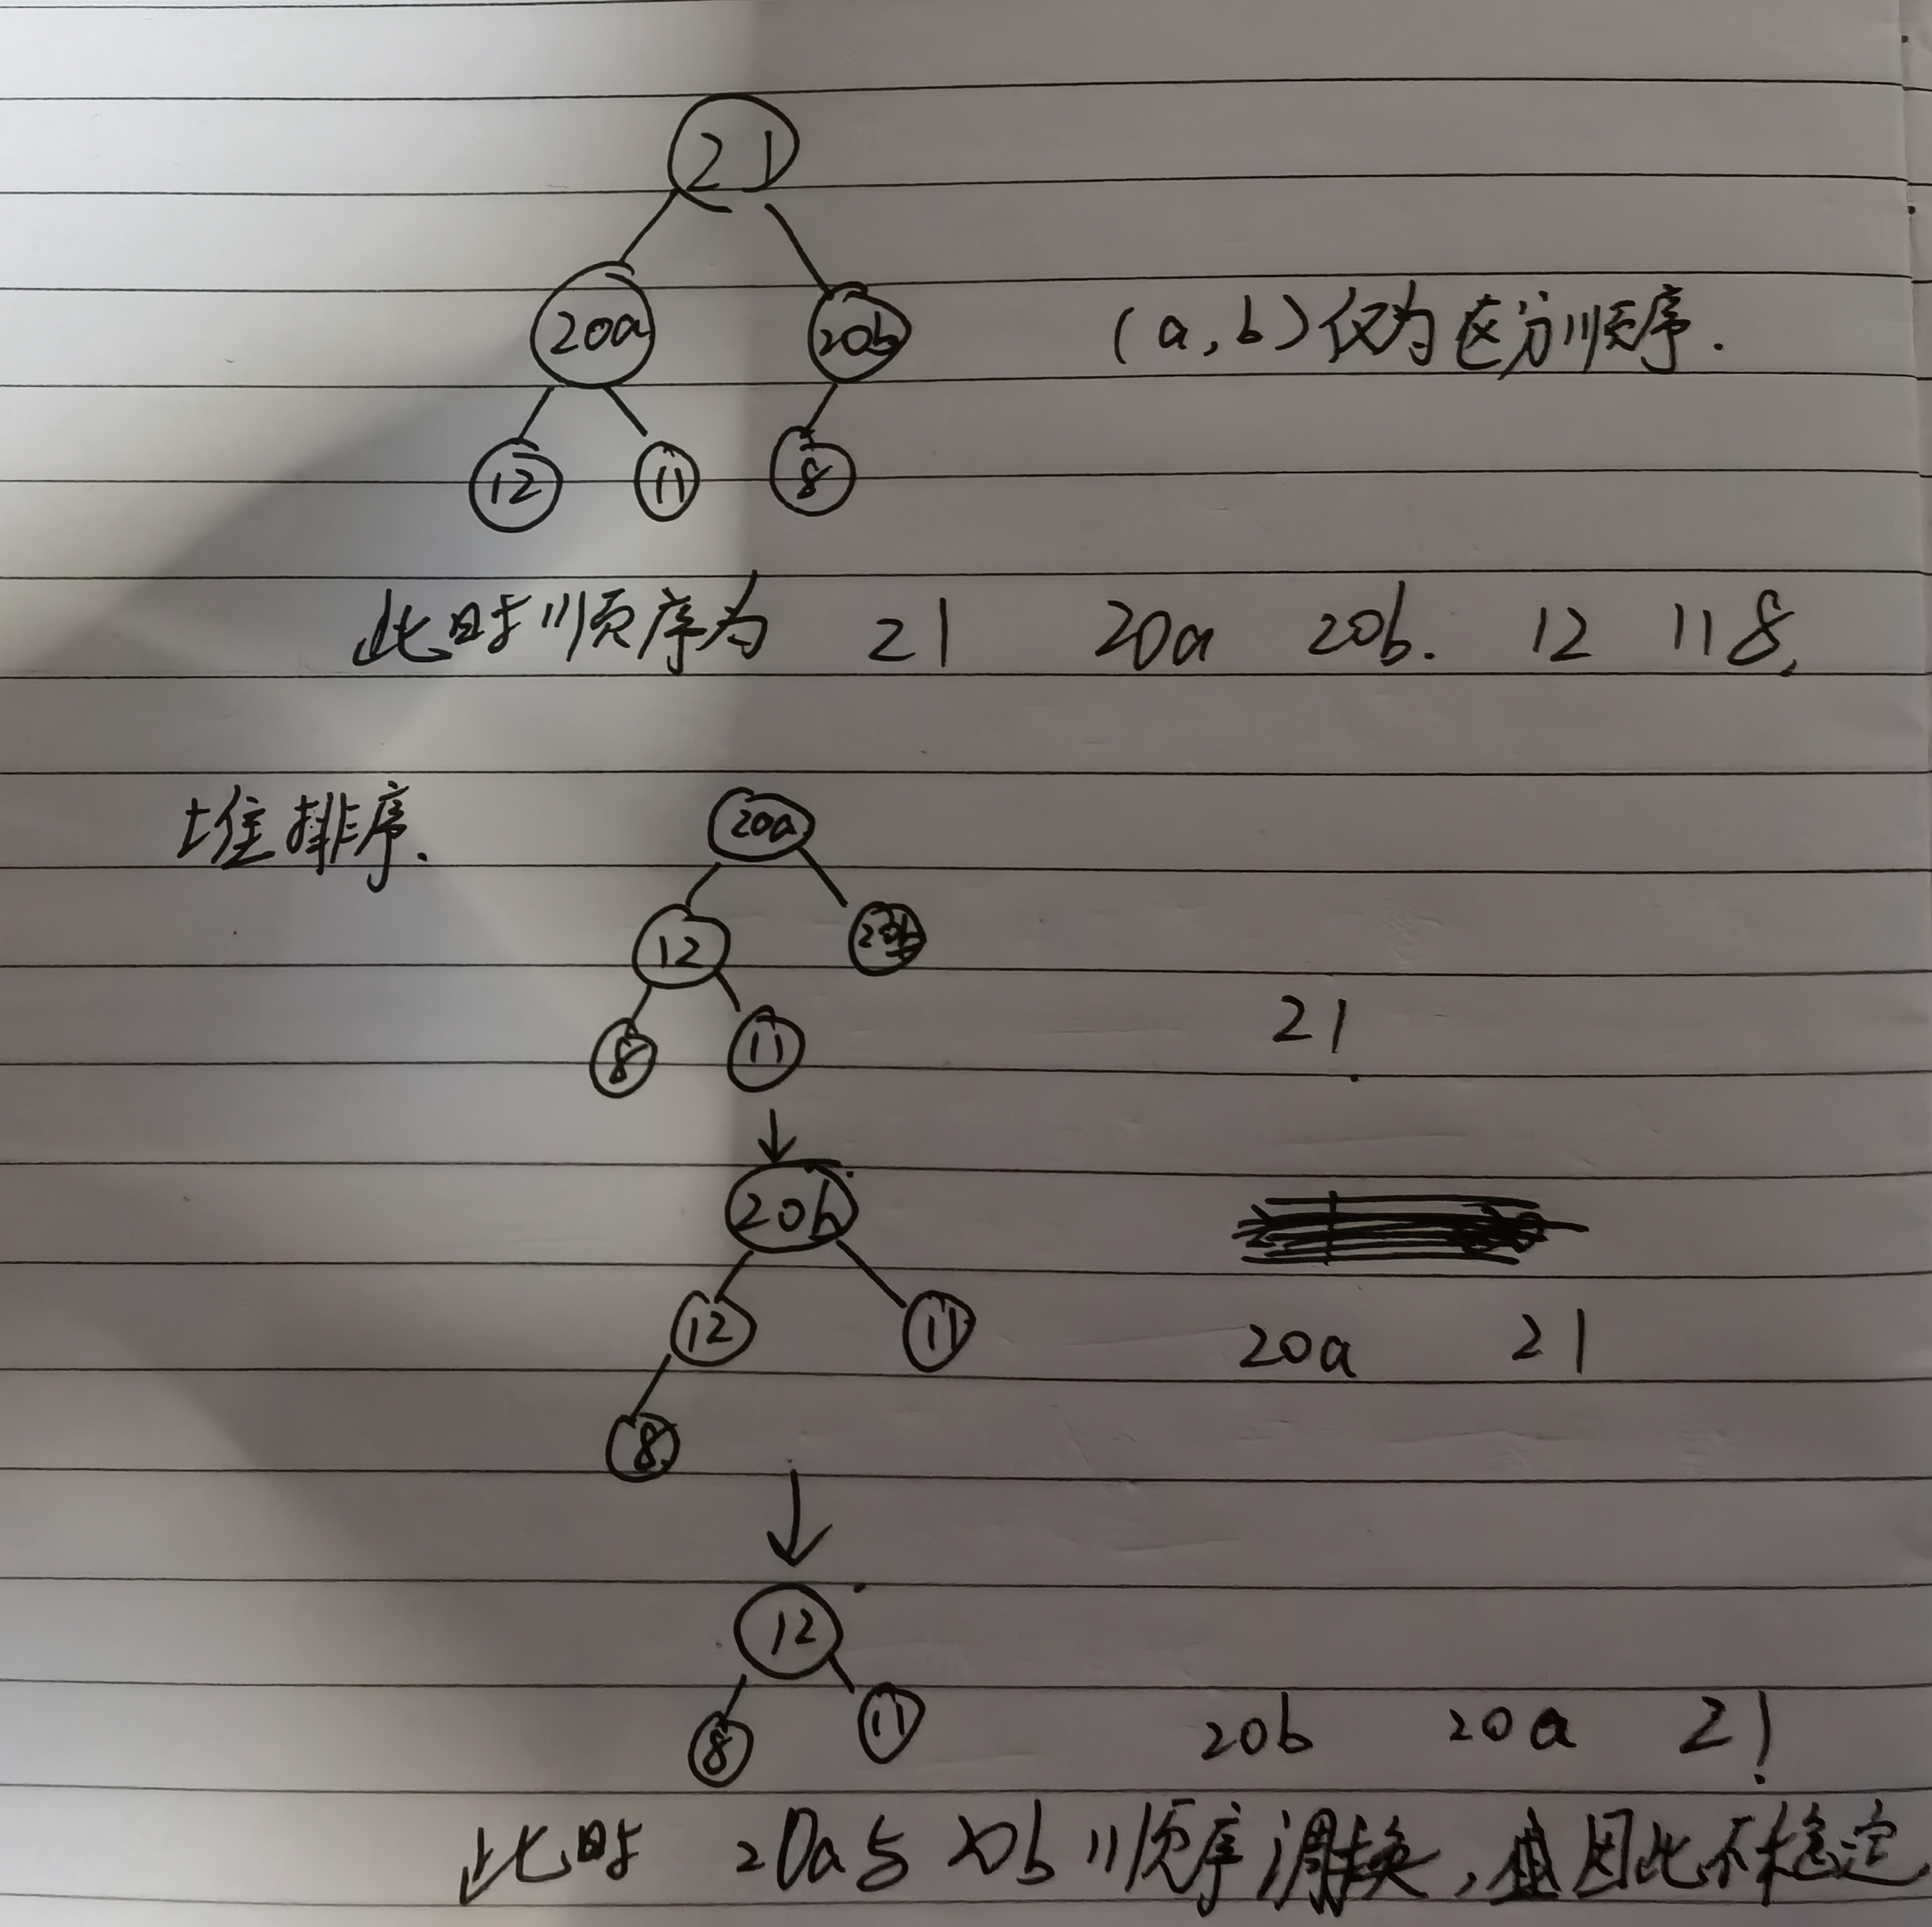 21
20a 20b (a,b)仅为区分顺序.
12 11 8
此时顺序为 21 20a 20b. 12 11 8,
堆排序. 20a
12 20b
21
8 11
20b
12 11 20a 21
8
12
8 11 20b 20a 21
此时 20a与20b顺序调换,因此不稳定